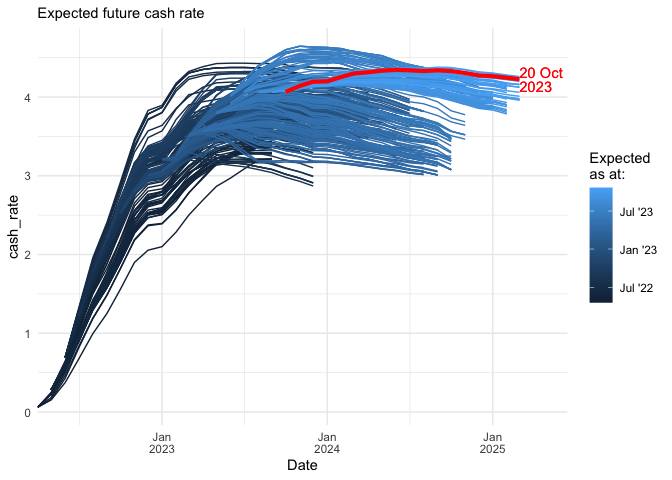 Expected future cash rate
cash_rate
4
3
2
1
0
20 Oct
2023
Jan
2023
Jan
2024
Jan
2025
Date
Expected
as at:
Jul '23
Jan '23
Jul '22